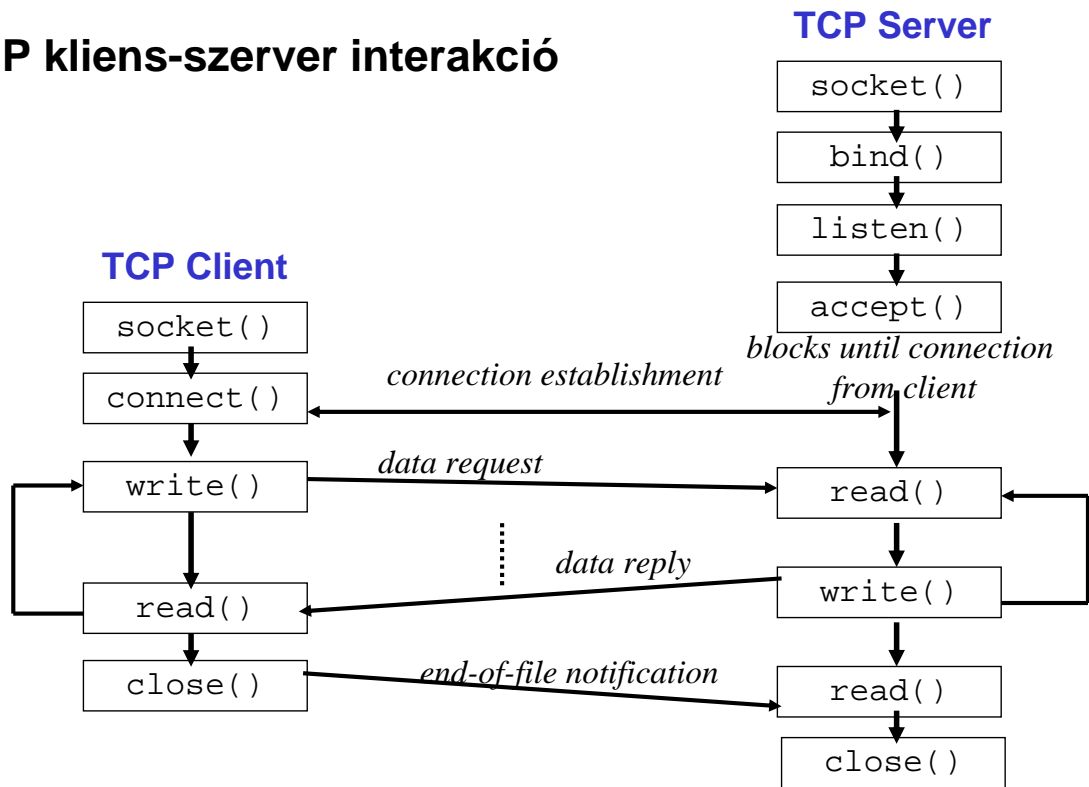 P kliens-szerver interakció
TCP Server
socket()
bind()
listen()
accept()
blocks until connection
from client
TCP Client
socket()
connect()
connection establishment
write()
data request
read()
data reply
write()
read()
close()
end-of-file notification
read()
close()